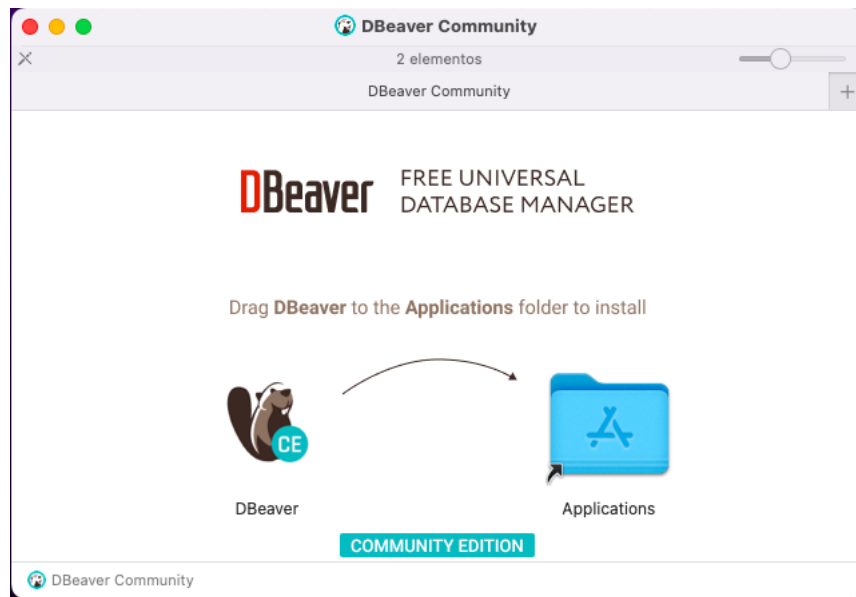 DBeaver Community
2 elementos
DBeaver Community
DBeaver FREE UNIVERSAL
DATABASE MANAGER
Drag DBeaver to the Applications folder to install
CE
DBeaver Applications
COMMUNITY EDITION
DBeaver Community